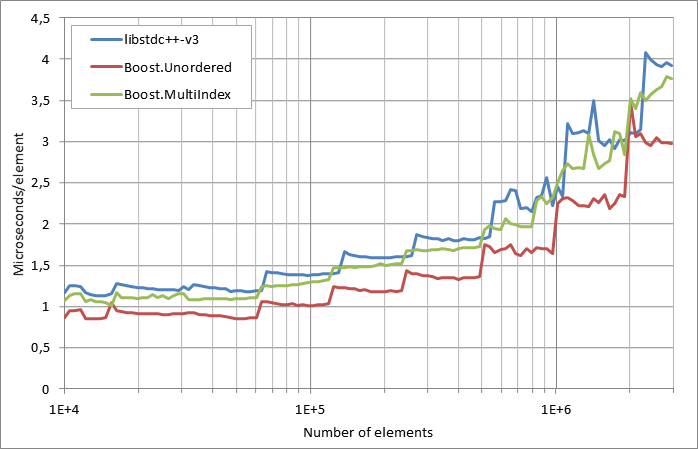 4,5
4
3,5
3
2,5
2
1,5
1
0,5
0
Microseconds/element
libstdc++-v3
Boost.Unordered
Boost.MultiIndex
1E+4 1E+5 1E+6
Number of elements